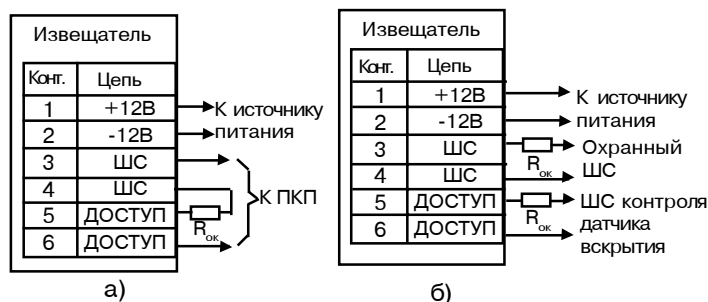 Извещатель
Конт. Цепь
1 +12В К источнику
2 -12В питания
3 ШС
4 ШС К ПКП
5 ДОСТУП
Rок
6 ДОСТУП
а)
Извещатель
Конт. Цепь
1 +12В К источнику
2 -12В питания
3 ШС Охранный
Rок
4 ШС ШС
5 ДОСТУП ШС контроля
Rок датчика
6 ДОСТУП вскрытия
б)